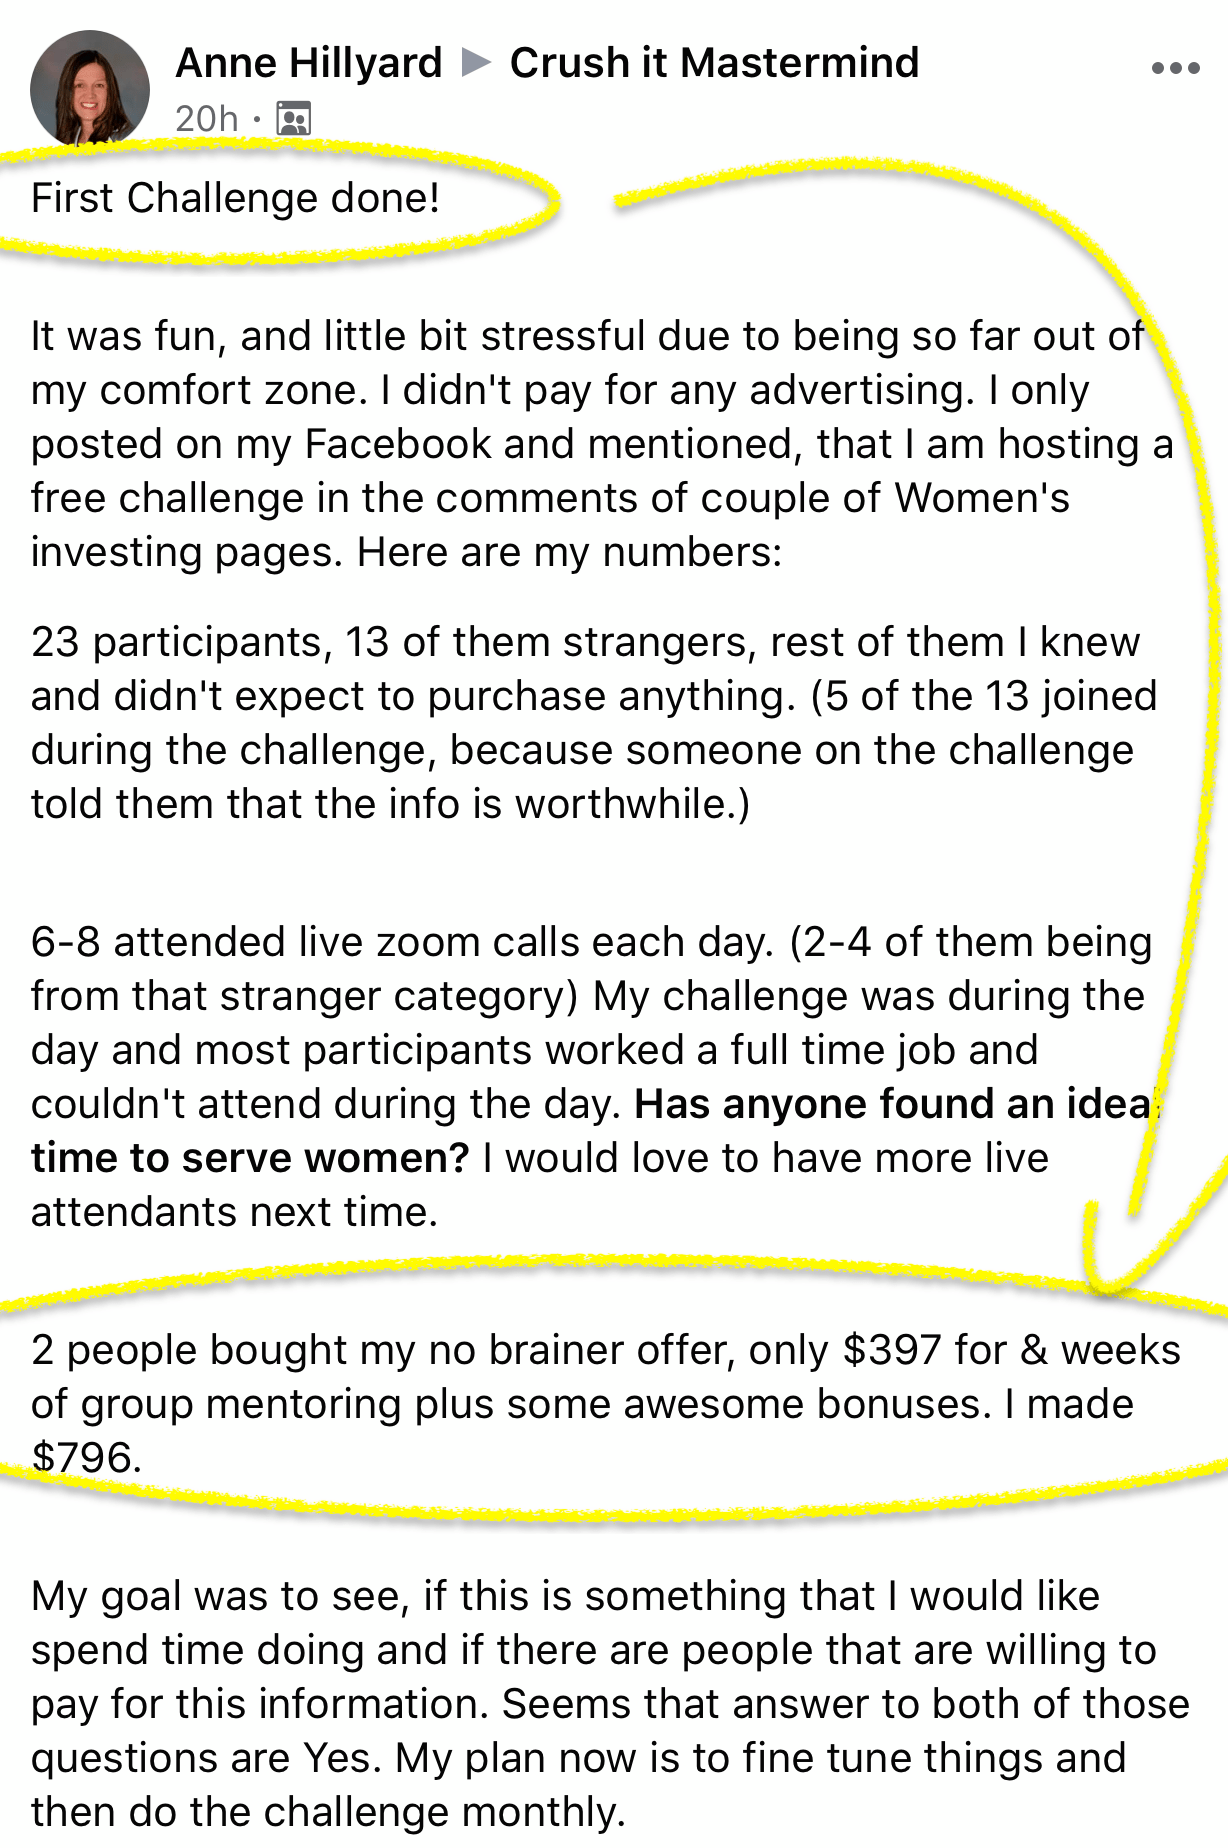 Anne Hillyard ▶ Crush it Mastermind
20h ·
First Challenge done!
It was fun, and little bit stressful due to being so far out of
my comfort zone. I didn't pay for any advertising. I only
posted on my Facebook and mentioned, that I am hosting a
free challenge in the comments of couple of Women's
investing pages. Here are my numbers:
23 participants, 13 of them strangers, rest of them I knew
and didn't expect to purchase anything. (5 of the 13 joined
during the challenge, because someone on the challenge
told them that the info is worthwhile.)
6-8 attended live zoom calls each day. (2-4 of them being
from that stranger category) My challenge was during the
day and most participants worked a full time job and
couldn't attend during the day. Has anyone found an ideal
time to serve women? I would love to have more live
attendants next time.
2 people bought my no brainer offer, only $397 for & weeks
of group mentoring plus some awesome bonuses. I made
$796.
My goal was to see, if this is something that I would like
spend time doing and if there are people that are willing to
pay for this information. Seems that answer to both of those
questions are Yes. My plan now is to fine tune things and
then do the challenge monthly.